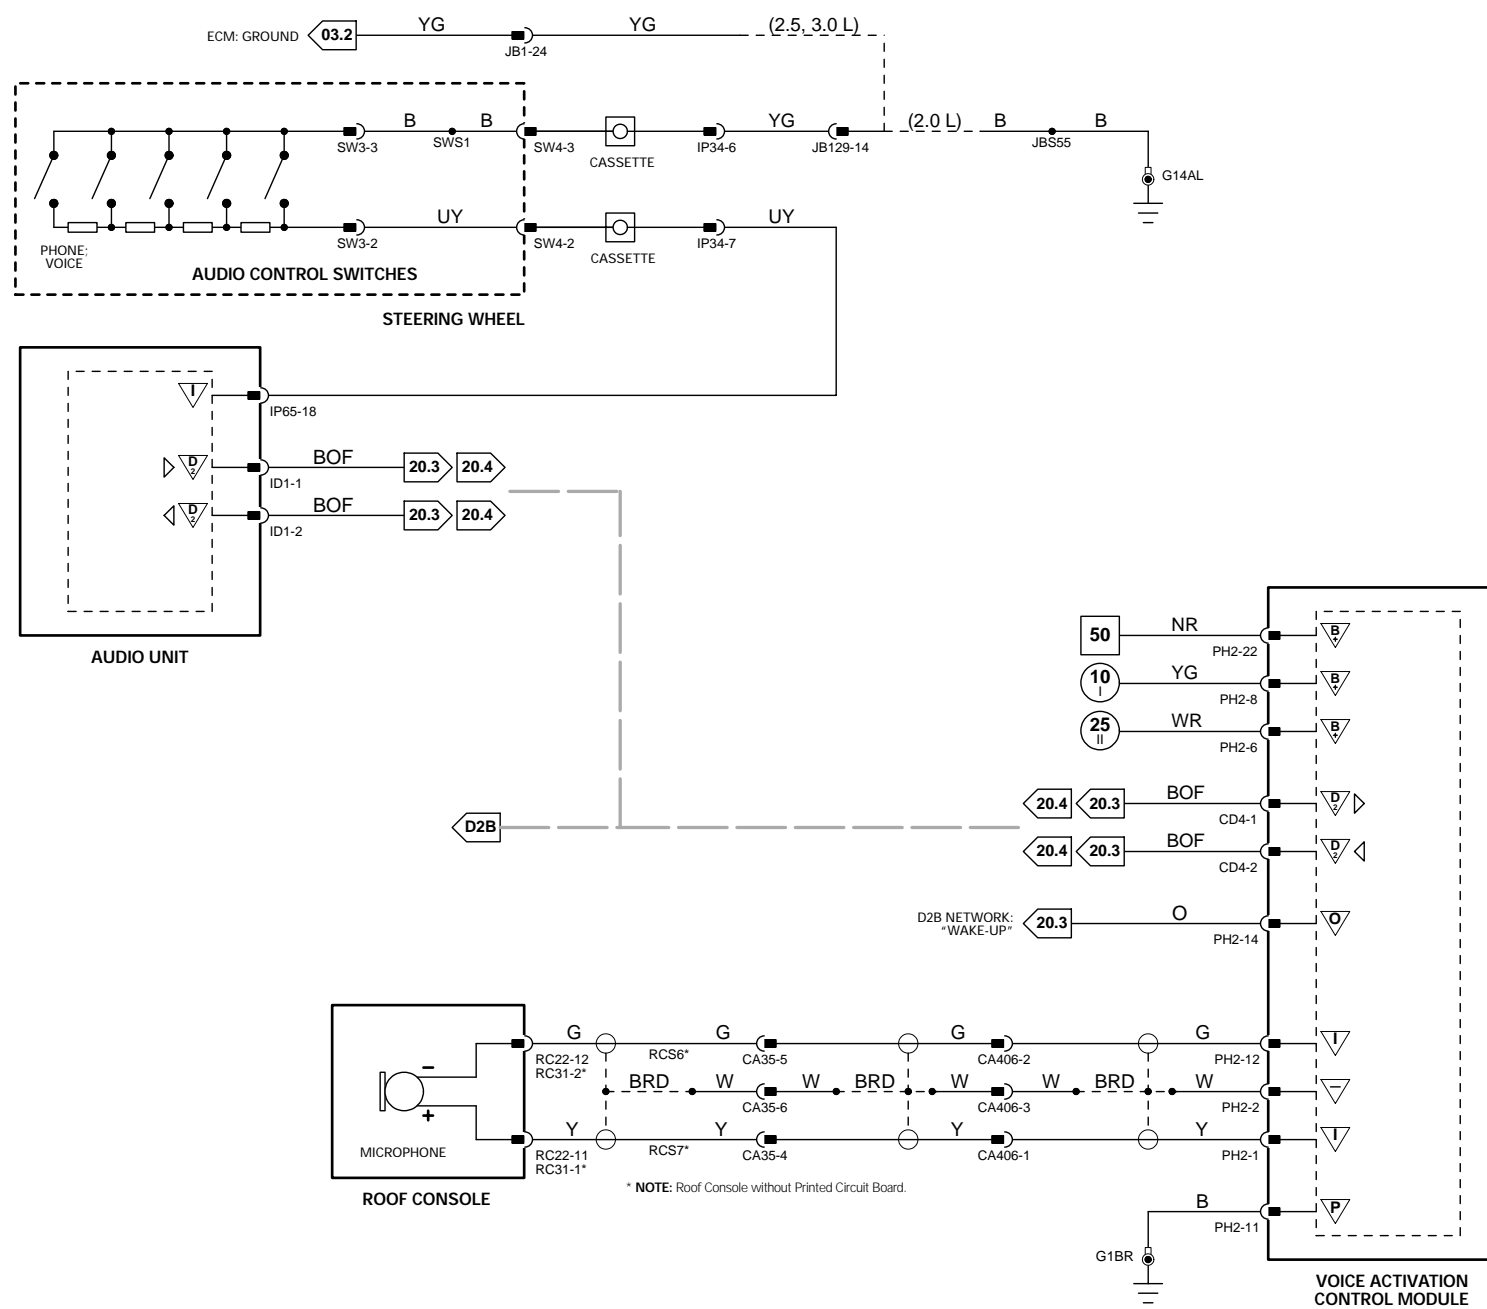 ECM: GROUND 03.2 YG YG (2.5, 3.0 L)
JB1-24
B B YG (2.0 L) B B
SW3-3 SWS1 SW4-3 IP34-6 JB129-14 JBS55
CASSETTE
G14AL
UY UY
SW3-2 SW4-2 IP34-7
PHONE;
VOICE
CASSETTE
AUDIO CONTROL SWITCHES
STEERING WHEEL
I
IP65-18
D2 BOF 20.3 20.4
ID1-1
D2 BOF 20.3 20.4
ID1-2
AUDIO UNIT
50 NR B+
PH2-22
10 I YG B+
PH2-8
25 II WR B+
PH2-6
20.4 20.3 BOF D2
CD4-1
D2B
20.4 20.3 BOF D2
CD4-2
D2B NETWORK:
"WAKE-UP"
20.3 O O
PH2-14
G G G G I
RC22-12 RCS6* CA35-5 CA406-2 PH2-12
RC31-2*
–
BRD W W BRD W W BRD W –
CA35-6 CA406-3 PH2-2
+
Y Y Y Y I
RC22-11 RCS7* CA35-4 CA406-1 PH2-1
RC31-1*
MICROPHONE
ROOF CONSOLE
* NOTE: Roof Console without Printed Circuit Board.
B P
PH2-11
G1BR
VOICE ACTIVATION
CONTROL MODULE